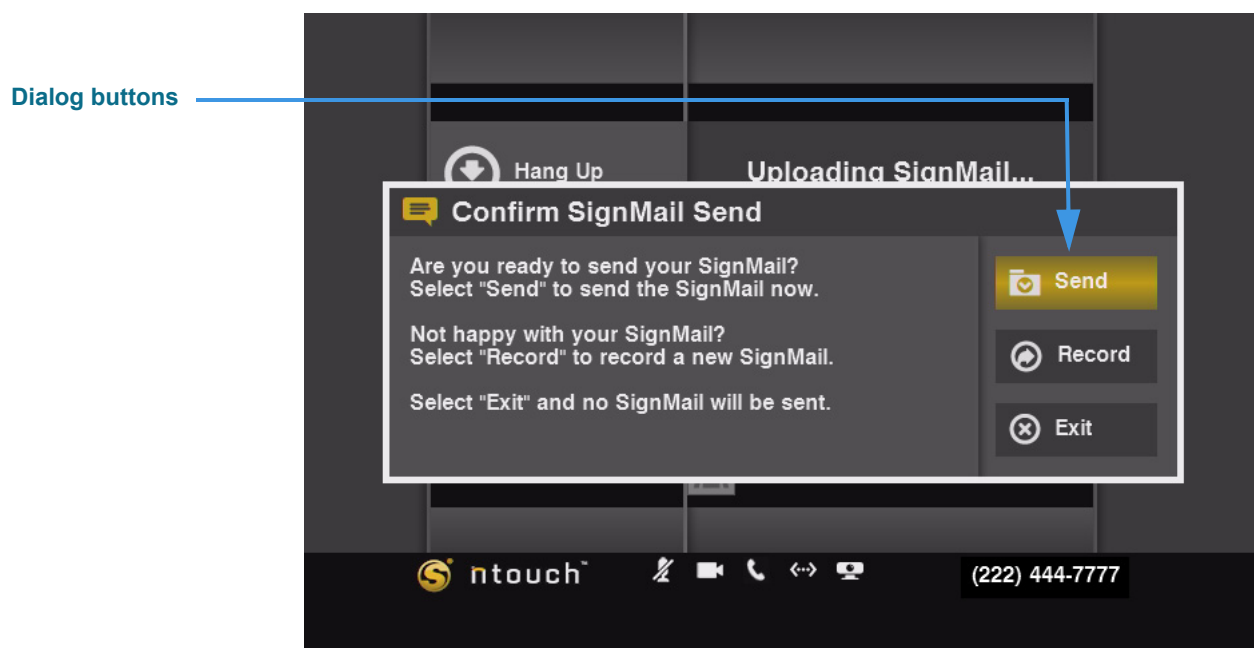 Dialog buttons
Hang Up
Uploading SignMail...
Confirm SignMail Send
Are you ready to send your SignMail?
Select "Send" to send the SignMail now.
Not happy with your SignMail?
Select "Record" to record a new SignMail.
Select "Exit" and no SignMail will be sent.
Send
Record
Exit
S ntouch™
(222) 444-7777